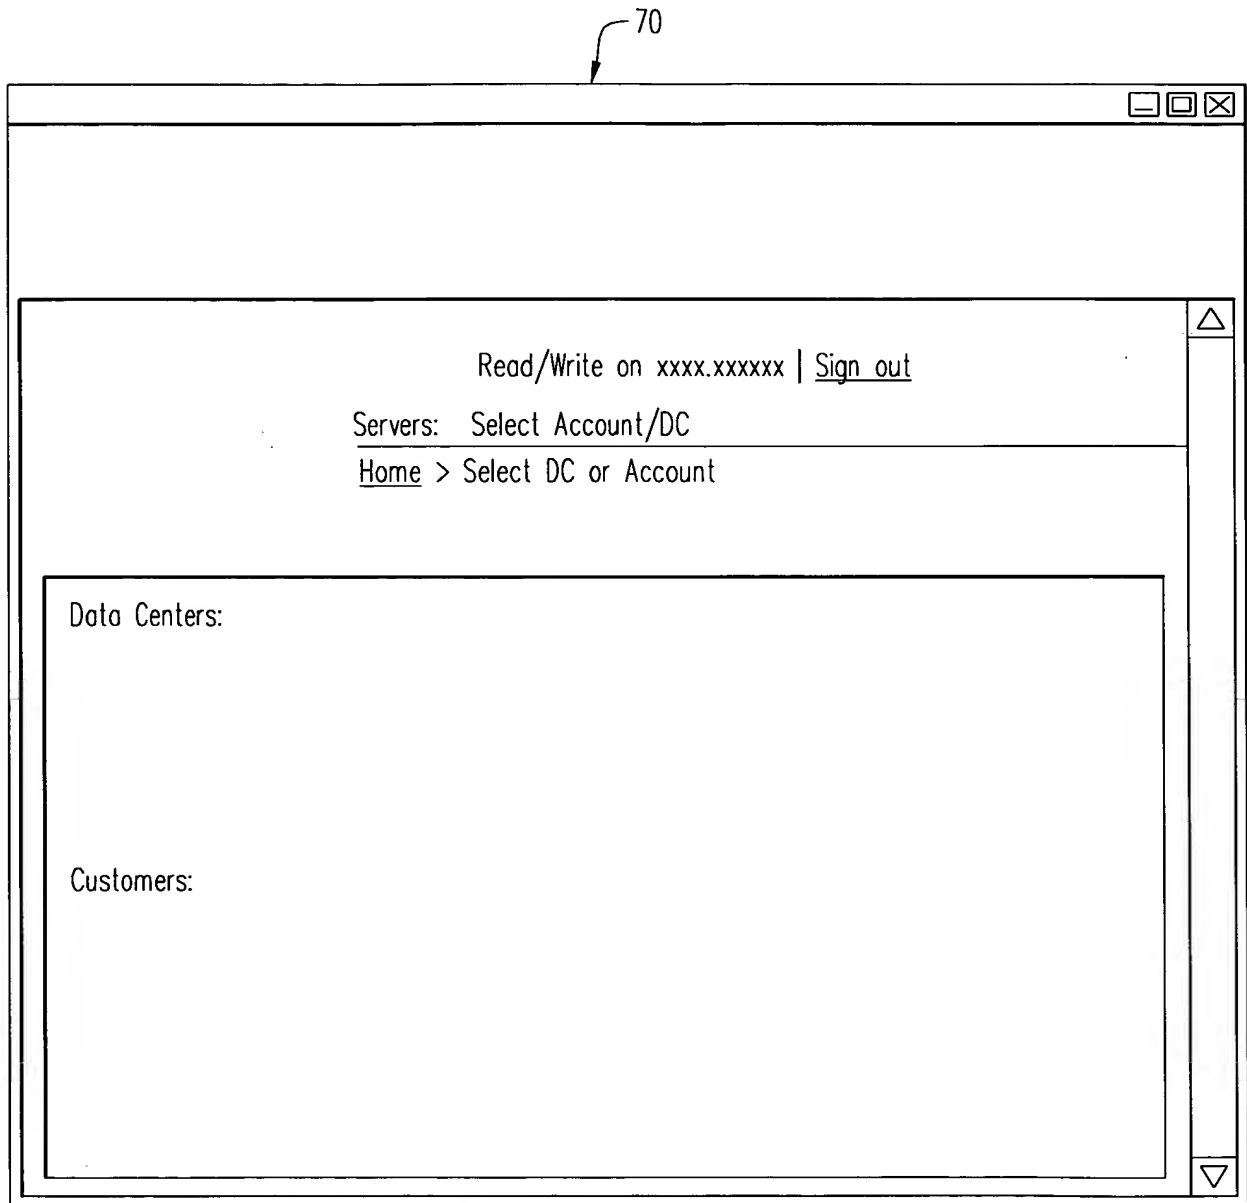 70
Read/Write on xxxx.xxxxxx | Sign out
Servers: Select Account/DC
Home > Select DC or Account
Data Centers:
Customers: